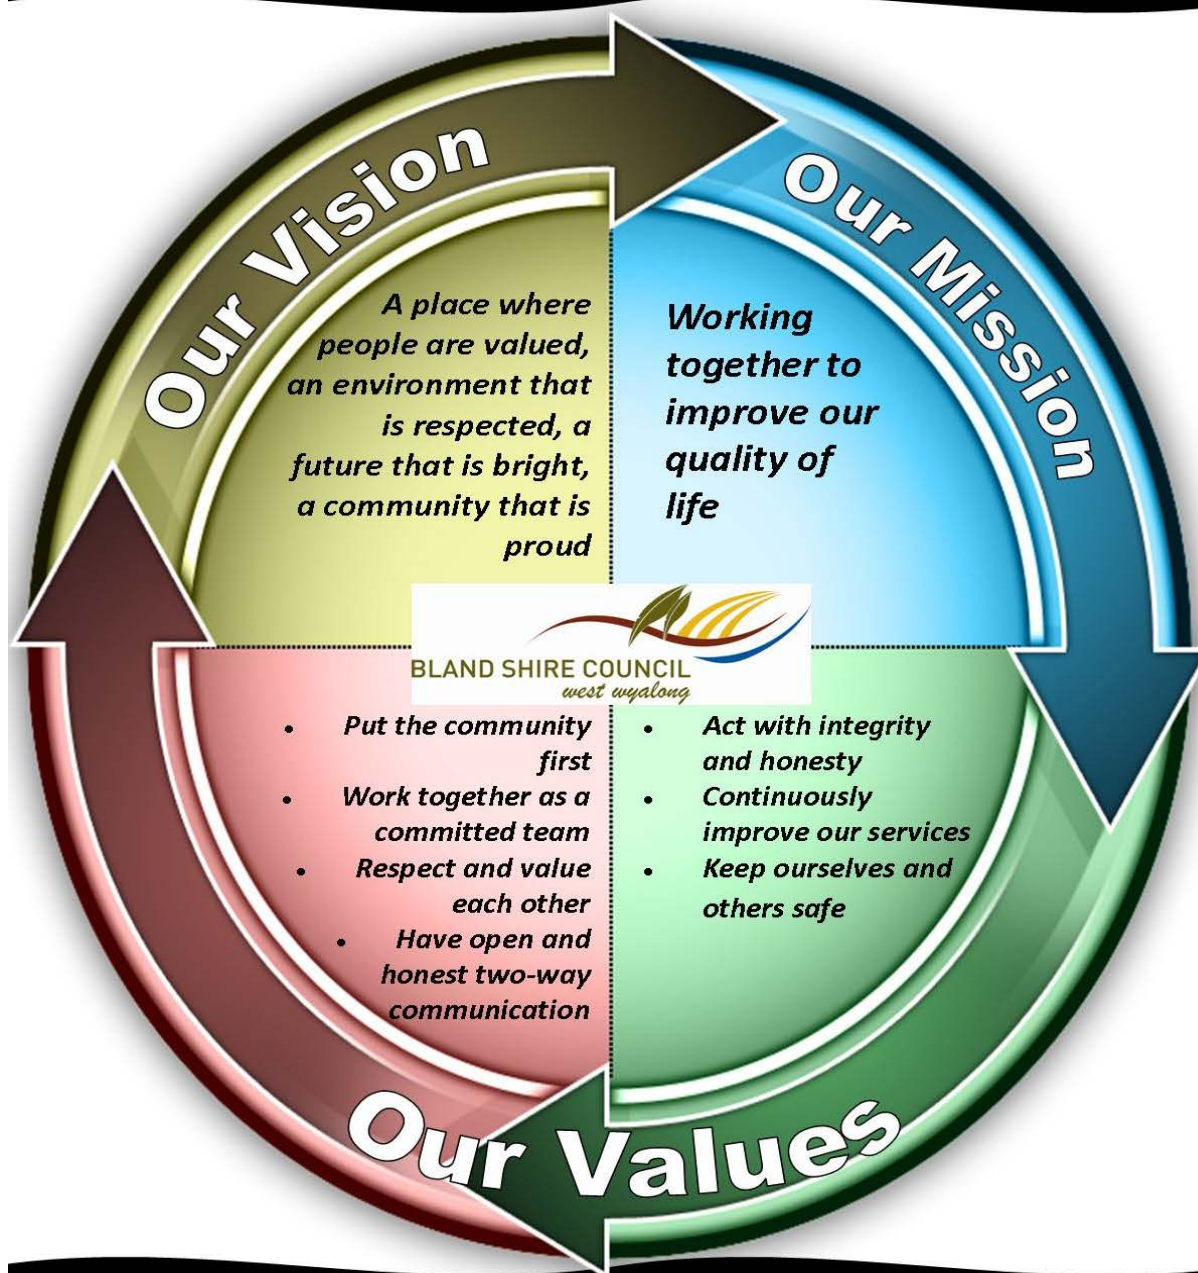 Our Vision
A place where
people are valued,
an environment that
is respected, a
future that is bright,
a community that is
proud
Our Mission
Working
together to
improve our
quality of
life
BLAND SHIRE COUNCIL
west wyalong
• Put the community
first
• Work together as a
committed team
• Respect and value
each other
• Have open and
honest two-way
communication
• Act with integrity
and honesty
• Continuously
improve our services
• Keep ourselves and
others safe
Our Values